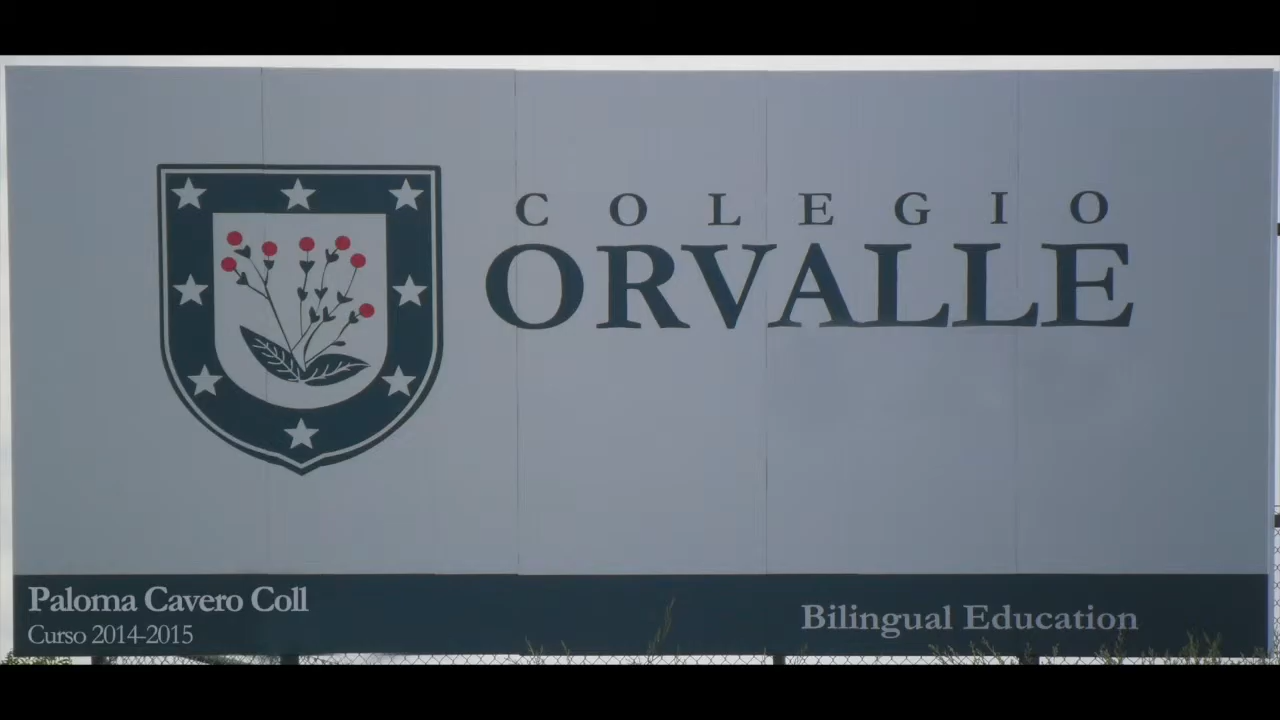 COLEGIO
ORVALLE
Paloma Cavero Coll
Curso 2014-2015
Bilingual Education